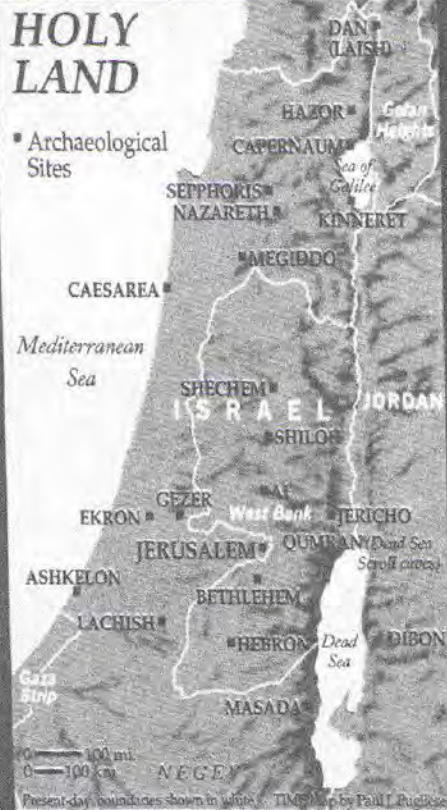 HOLY
LAND
Archaeological
Sites
DAN
(LAISH)
HAZOR
Golan
Heights
CAPERNAUM
Sea of
Galilee
SEPPHORIS
NAZARETH
KINNERET
MEGIDDO
CAESAREA
Mediterranean
Sea
SHECHEM
ISRAEL
JORDAN
SHILOH
AI
GEZER
West Bank
EKRON
JERICHO
JERUSALEM
QUMRAN (Dead Sea
Scroll caves)
ASHKELON
BETHLEHEM
LACHISH
HEBRON
Dead
Sea
DIBON
Gaza
Strip
MASADA
0 100 mi.
0 100 km
NEGEV
Present-day boundaries shown in white. TIME Map by Paul J. Pugliese